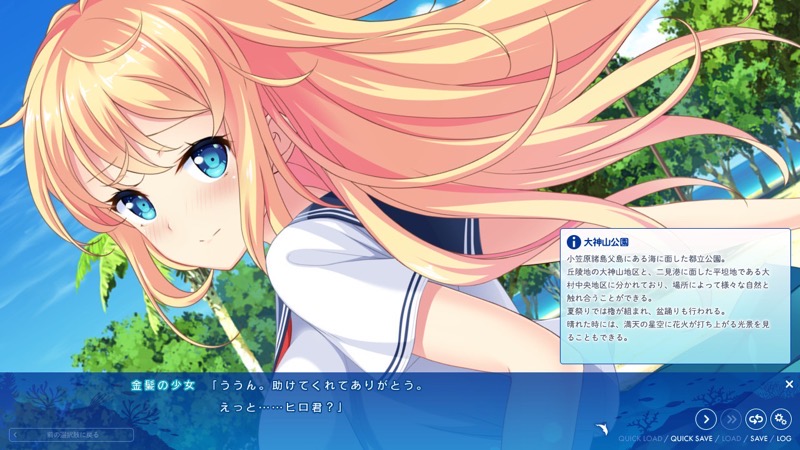 大神山公園
小笠原諸島父島にある海に面した都立公園。
丘陵地の大神山地区と、二見港に面した平坦地である大
村中央地区に分かれており、場所によって様々な自然と
触れ合うことができる。
夏祭りでは櫓が組まれ、盆踊りも行われる。
晴れた時には、満天の星空に花火が打ち上がる光景を見
ることもできる。
金髪の少女 「ううん。助けてくれてありがとう。
えっと……ヒロ君?」
前の選択肢に戻る
QUICK LOAD / QUICK SAVE / LOAD / SAVE / LOG